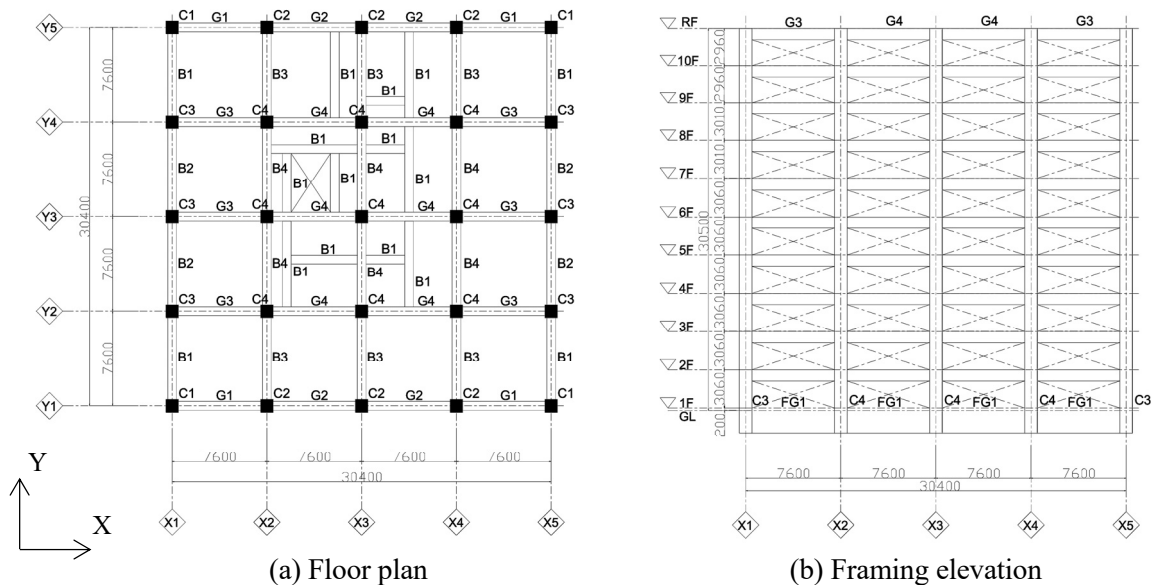 C1 G1 C2 G2 C2 G2 C2 G1 C1
Y5
7600 B1 B3 B1 B3 B1 B3 B1
B1
C3 G3 C4 G4 C4 G4 C4 G3 C3
Y4
B1 B1
7600 B2 B4 B1 B1 B4 B1 B4 B2
C3 G3 C4 G4 C4 G4 C4 G3 C3
Y3
30400
B1 B1
7600 B2 B4 B1 B4 B1 B4 B2
C3 G3 C4 G4 C4 G4 C4 G3 C3
Y2
7600 B1 B3 B3 B3 B1
C1 G1 C2 G2 C2 G2 C2 G1 C1
Y1
7600 7600 7600 7600
30400
X1 X2 X3 X4 X5
Y
X
(a) Floor plan
RF G3 G4 G4 G3
2960
10F
2960
9F
3010
8F
3010
7F
3060
6F
30500
3060
5F
3060
4F
3060
3F
3060
2F
3060
1F C3 FG1 C4 FG1 C4 FG1 C4 FG1 C3
GL
200
7600 7600 7600 7600
30400
X1 X2 X3 X4 X5
(b) Framing elevation